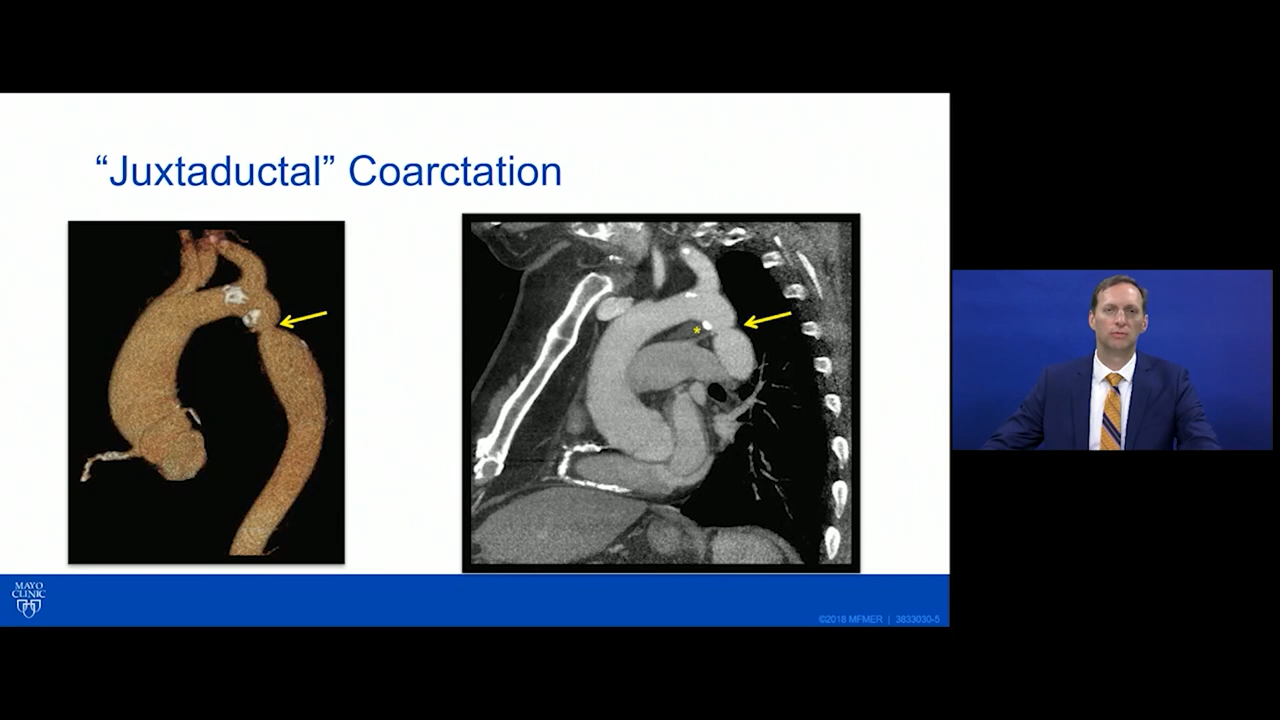 “Juxtaductal” Coarctation
*
MAYO
CLINIC
©2018 MFMER | 3833030-5